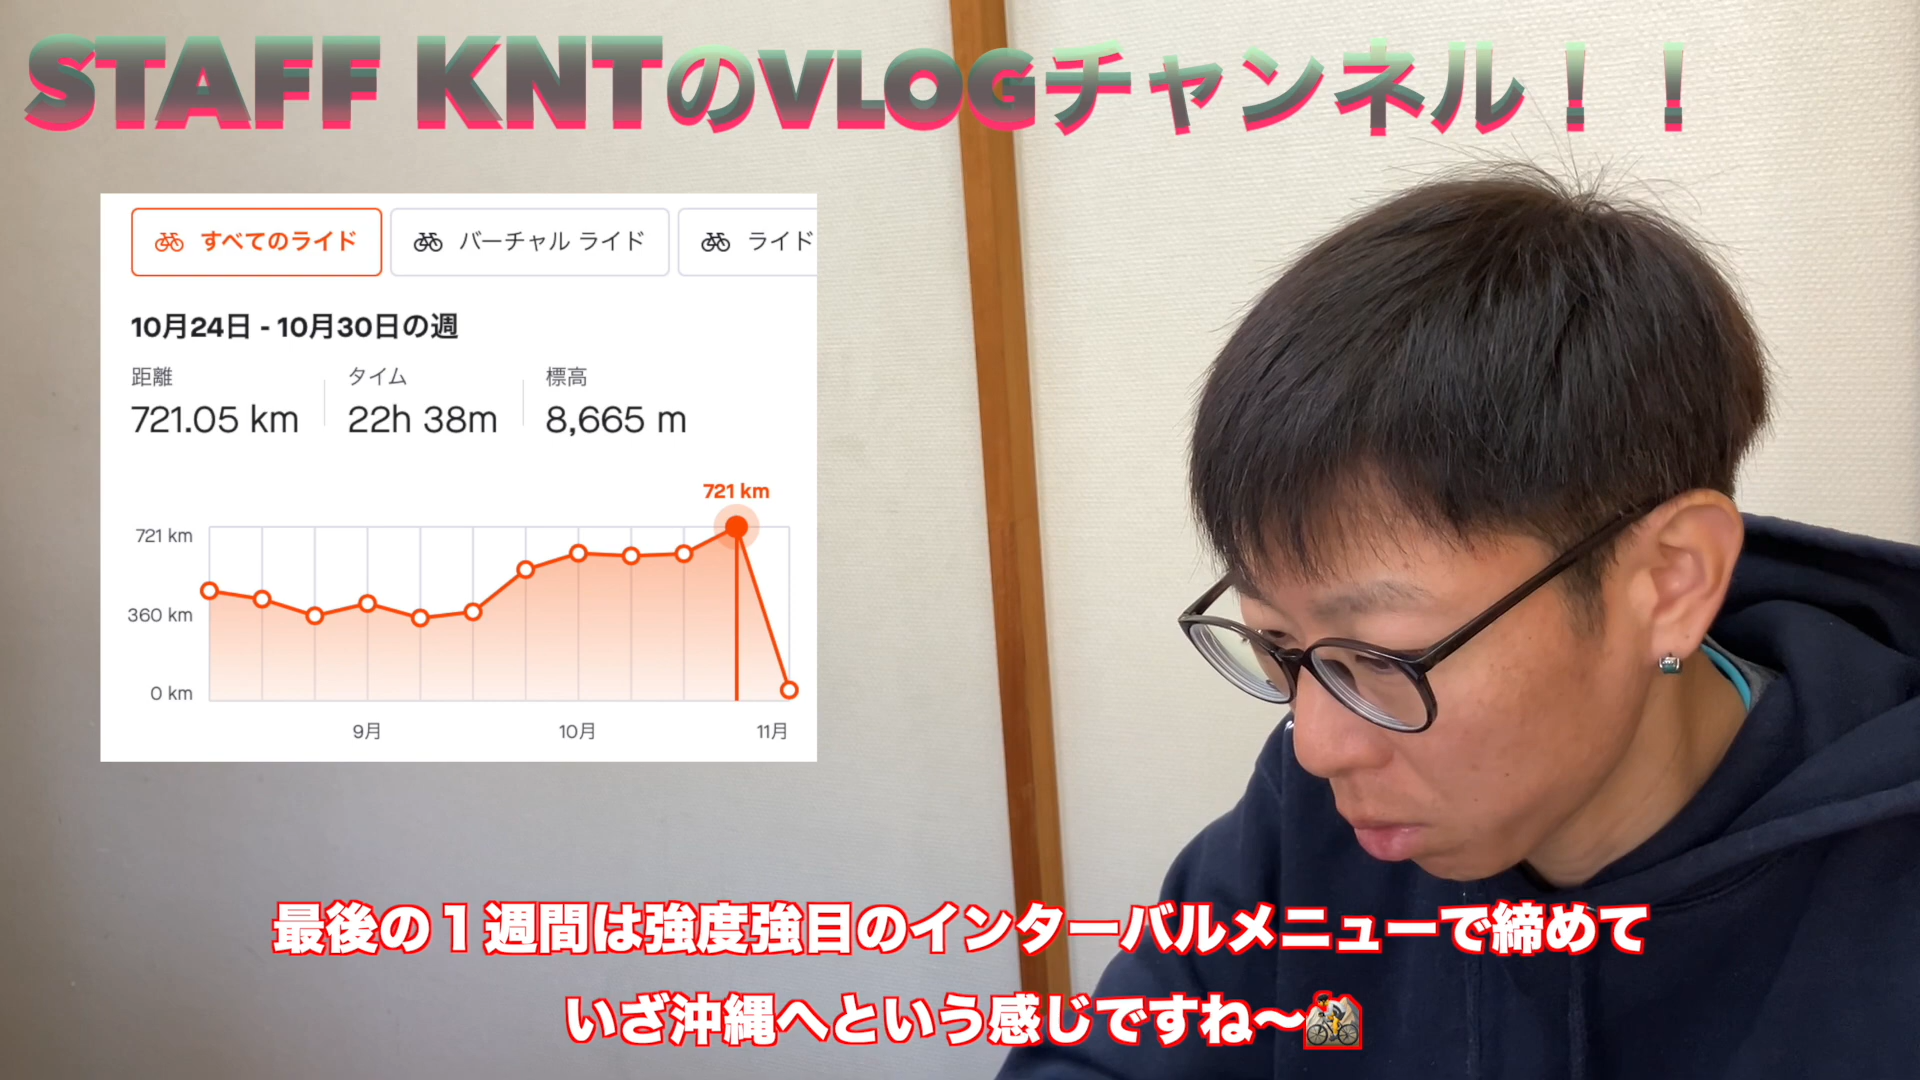 STAFF KNTのVLOGチャンネル！！
すべてのライド
バーチャル ライド
ライド
10月24日 - 10月30日の週
距離 タイム 標高
721.05 km 22h 38m 8,665 m
721 km
721 km
360 km
0 km
9月 10月 11月
最後の１週間は強度強目のインターバルメニューで締めて
いざ沖縄へという感じですね〜🚵